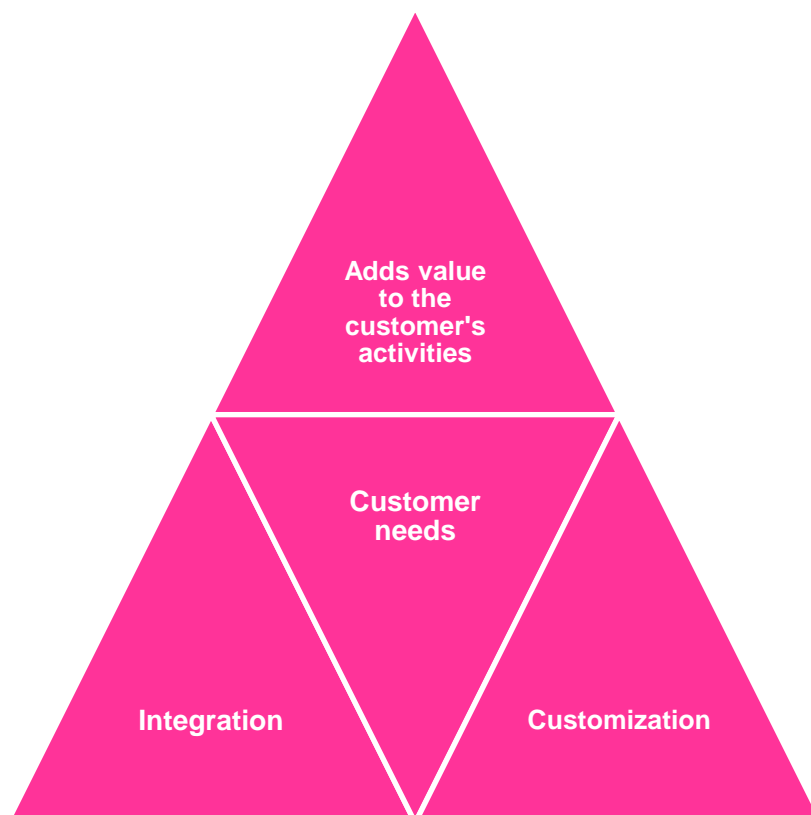 Adds value
to the
customer's
activities
Customer
needs
Integration
Customization